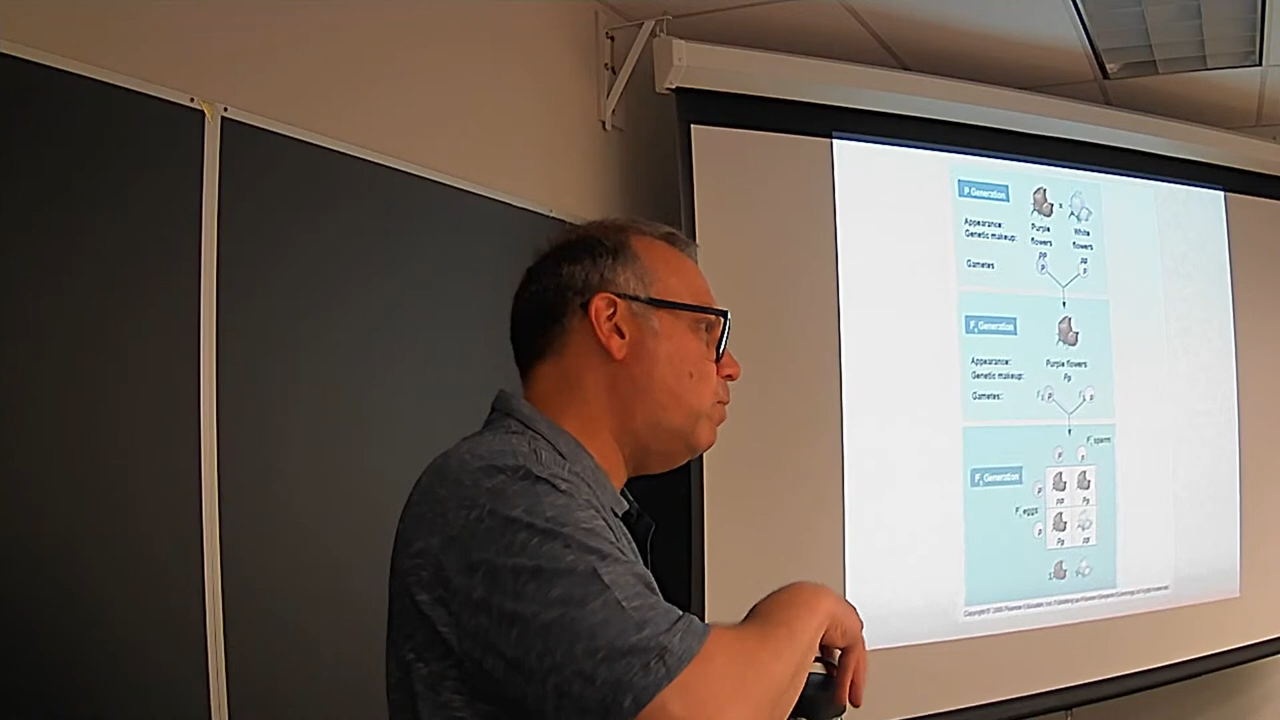 P Generation
Appearance:
Genetic makeup:
Purple
flowers
PP
White
flowers
pp
Gametes
P
p
F1 Generation
Appearance:
Genetic makeup:
Purple flowers
Pp
Gametes:
P
p
F1 sperm
P
p
F2 Generation
F1 eggs
P
PP
Pp
p
Pp
pp